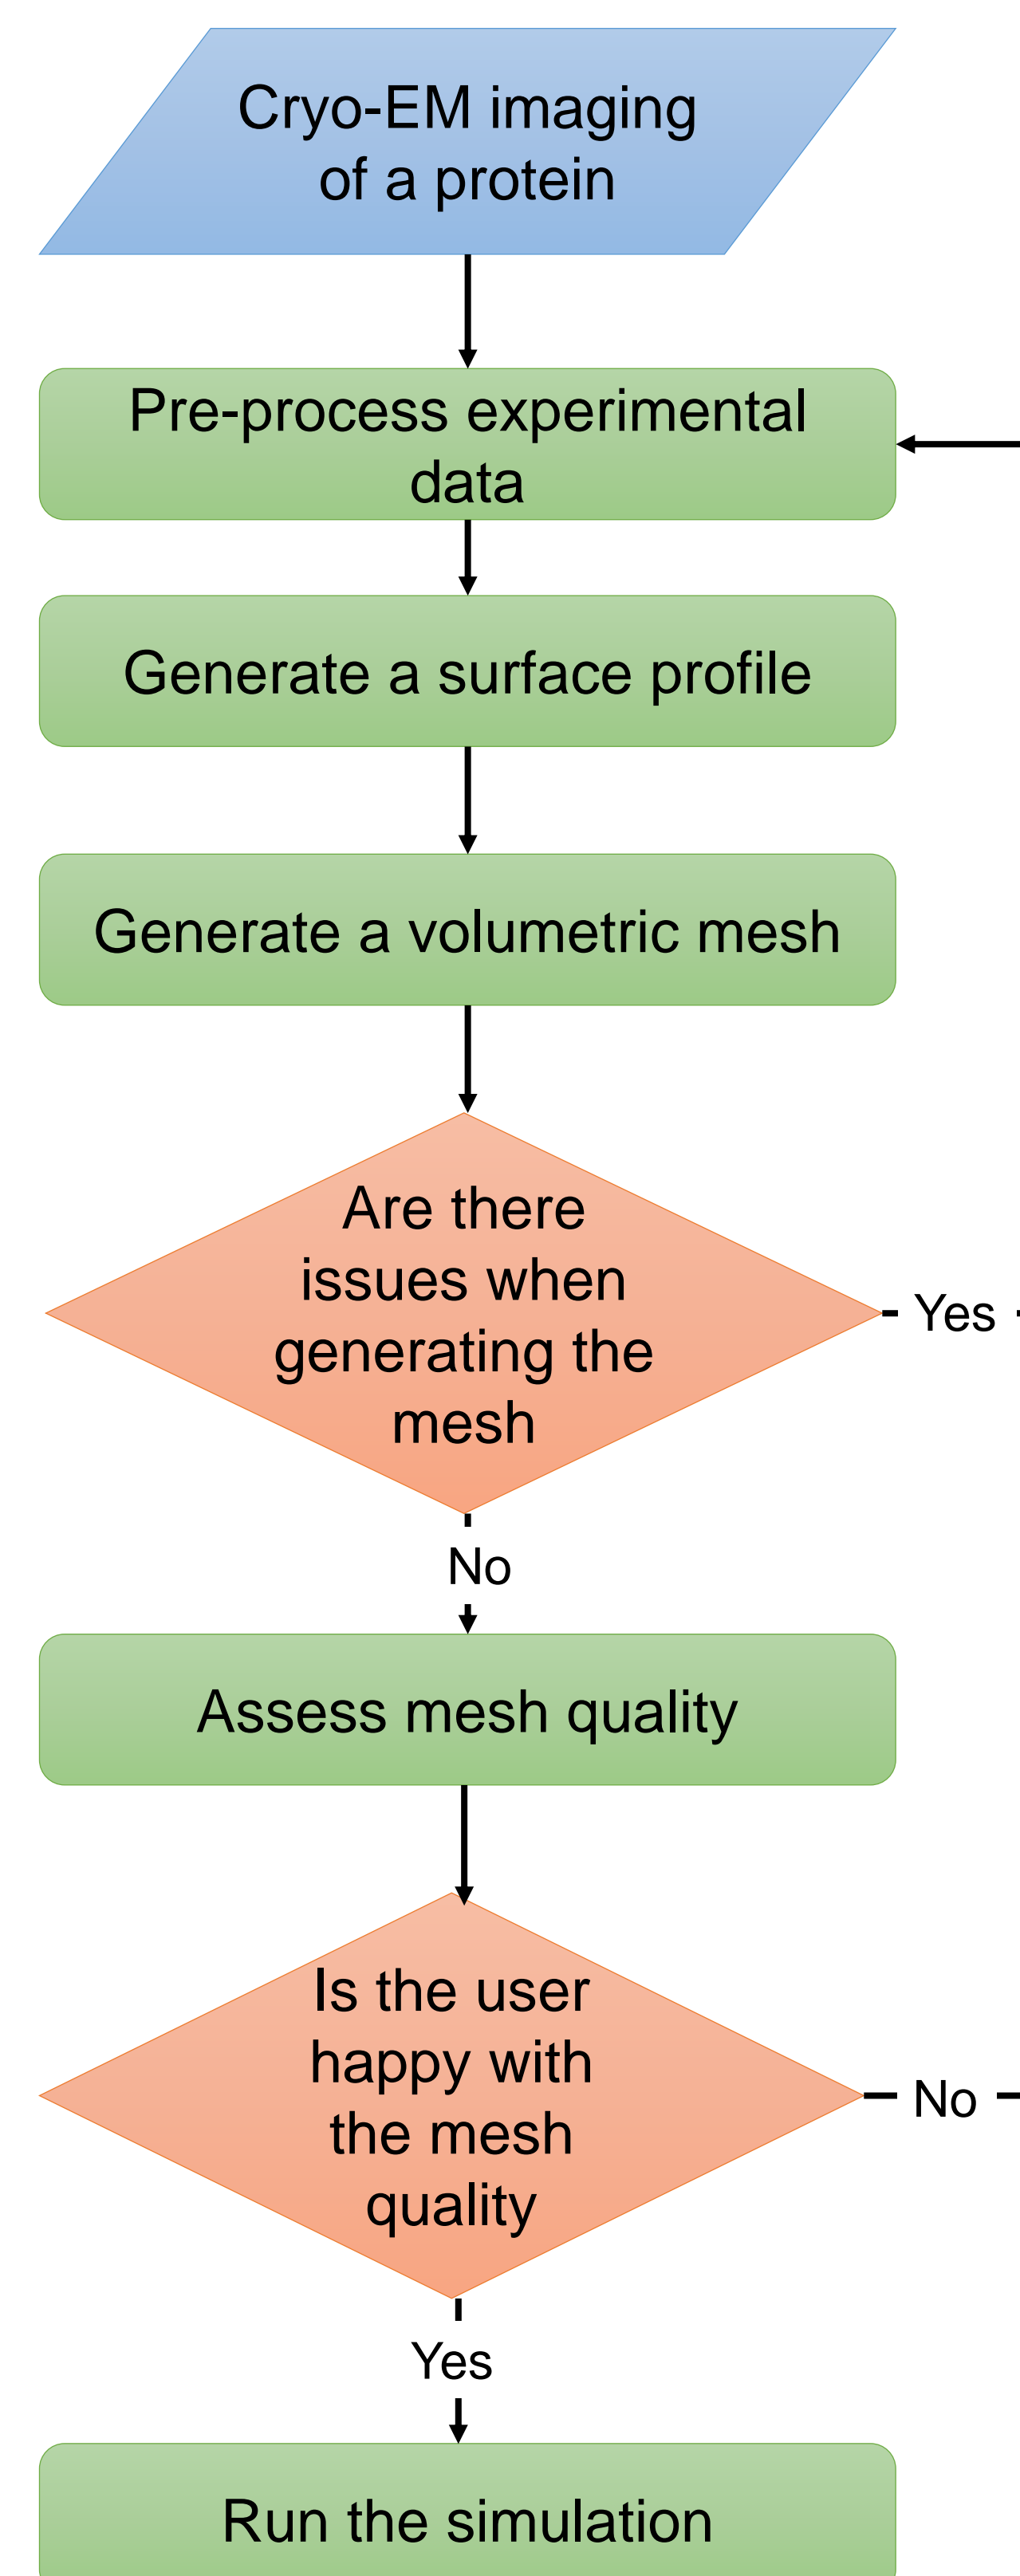 Cryo-EM imaging
of a protein
Pre-process experimental
data
Generate a surface profile
Generate a volumetric mesh
Are there
issues when
generating the
mesh
Yes
No
Assess mesh quality
Is the user
happy with
the mesh
quality
No
Yes
Run the simulation